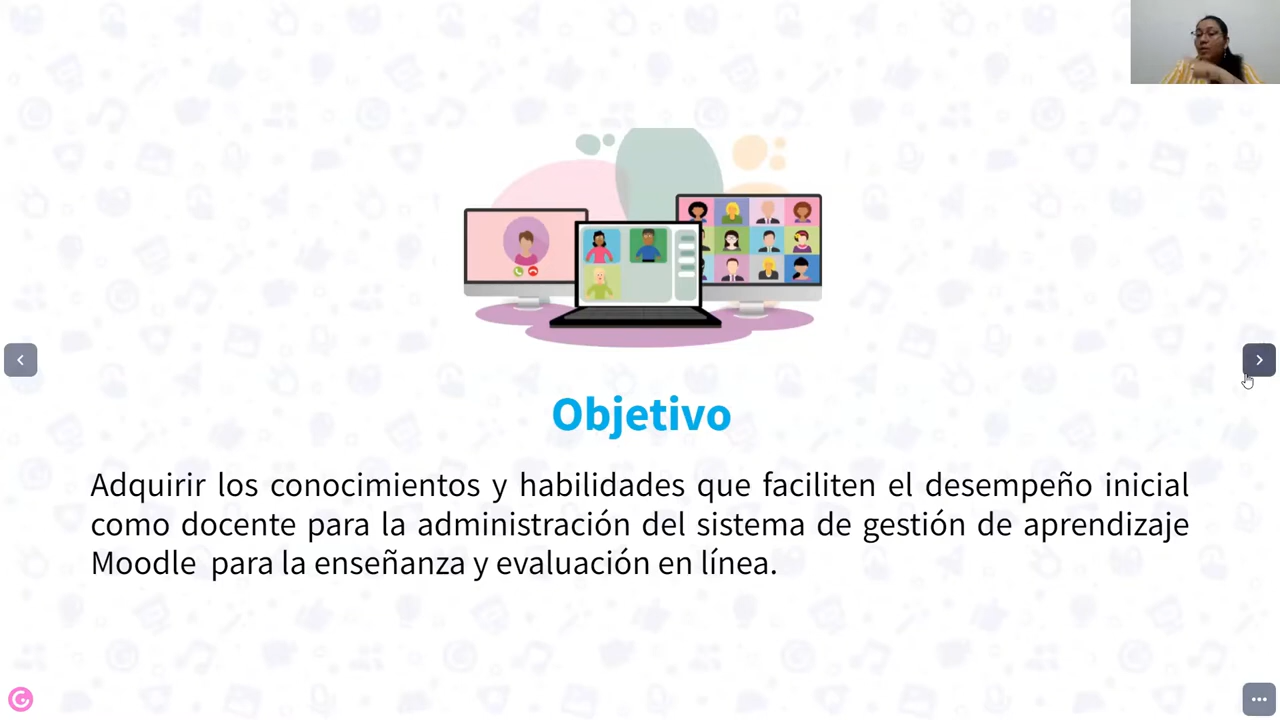 Objetivo
Adquirir los conocimientos y habilidades que faciliten el desempeño inicial
como docente para la administración del sistema de gestión de aprendizaje
Moodle  para la enseñanza y evaluación en línea.